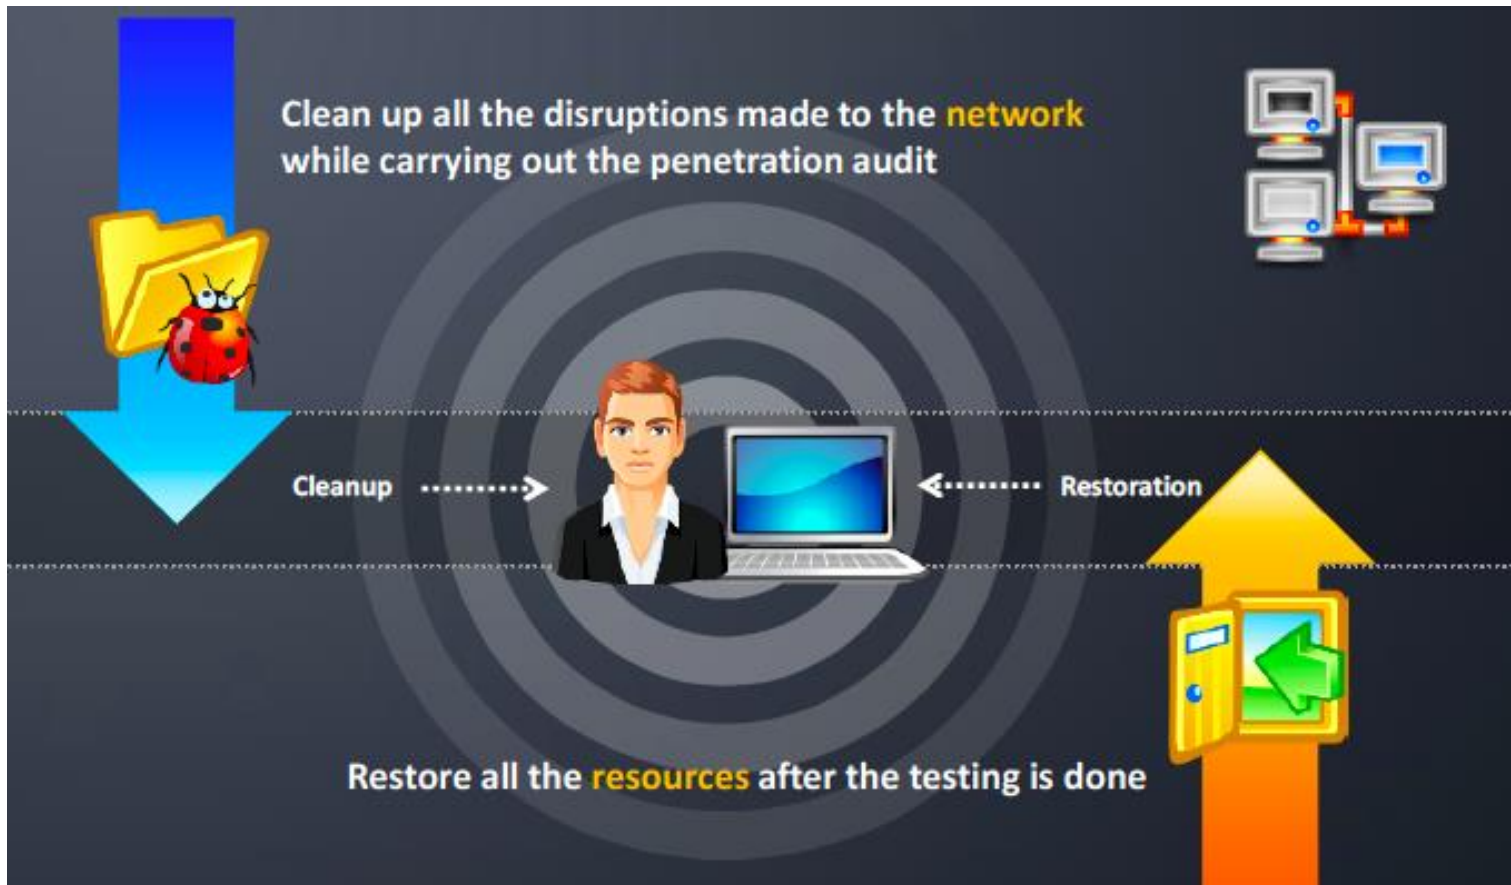 Clean up all the disruptions made to the network
while carrying out the penetration audit
Cleanup
Restoration
Restore all the resources after the testing is done